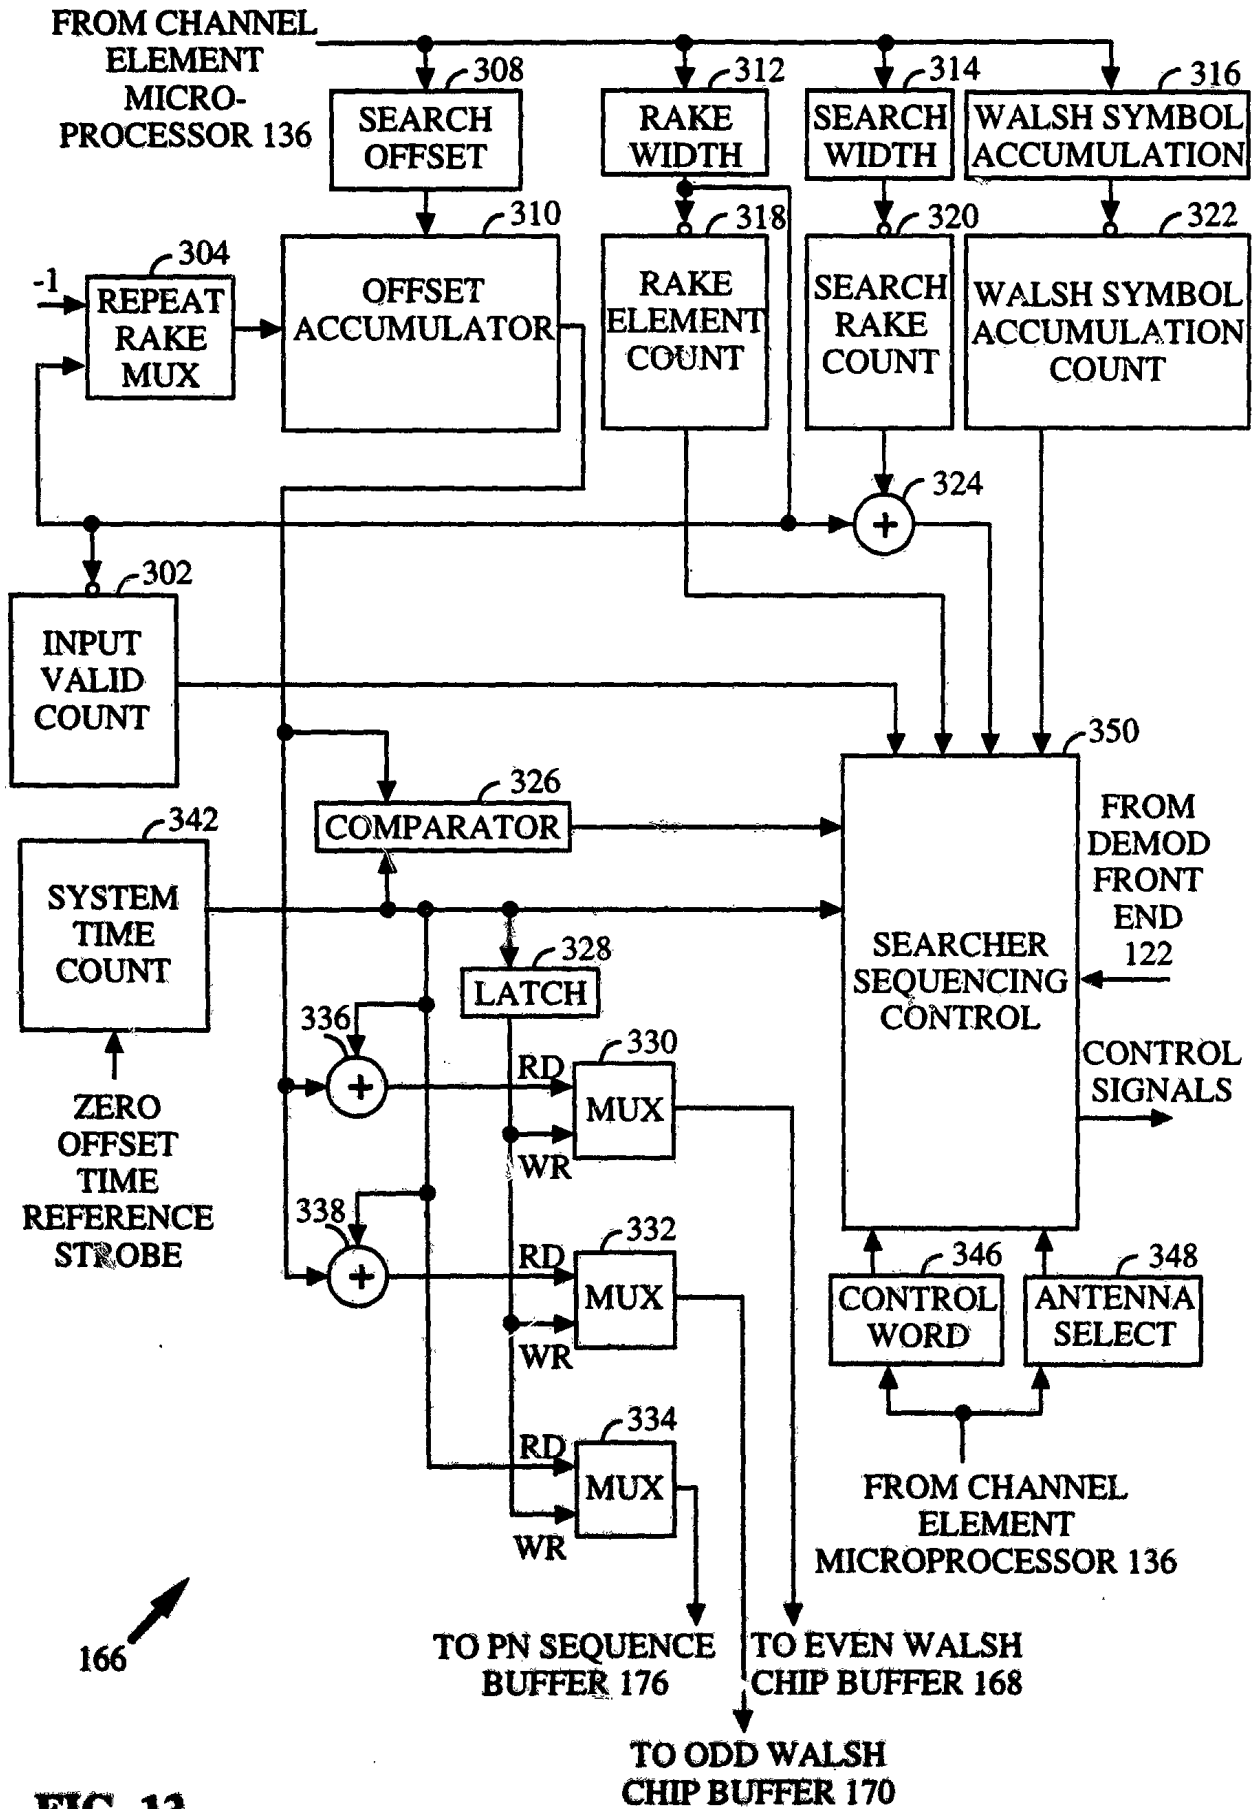 FROM CHANNEL
ELEMENT
MICRO-
PROCESSOR 136
308
SEARCH
OFFSET
312
RAKE
WIDTH
314
SEARCH
WIDTH
316
WALSH SYMBOL
ACCUMULATION
304
-1
REPEAT
RAKE
MUX
310
OFFSET
ACCUMULATOR
318
RAKE
ELEMENT
COUNT
320
SEARCH
RAKE
COUNT
322
WALSH SYMBOL
ACCUMULATION
COUNT
324
+
302
INPUT
VALID
COUNT
326
COMPARATOR
350
SEARCHER
SEQUENCING
CONTROL
FROM
DEMOD
FRONT
END
122
CONTROL
SIGNALS
342
SYSTEM
TIME
COUNT
ZERO
OFFSET
TIME
REFERENCE
STROBE
328
LATCH
336
+
RD
330
MUX
WR
338
+
RD
332
MUX
WR
RD
334
MUX
WR
346
CONTROL
WORD
348
ANTENNA
SELECT
FROM CHANNEL
ELEMENT
MICROPROCESSOR 136
166
TO PN SEQUENCE
BUFFER 176
TO EVEN WALSH
CHIP BUFFER 168
TO ODD WALSH
CHIP BUFFER 170
FIG. 13